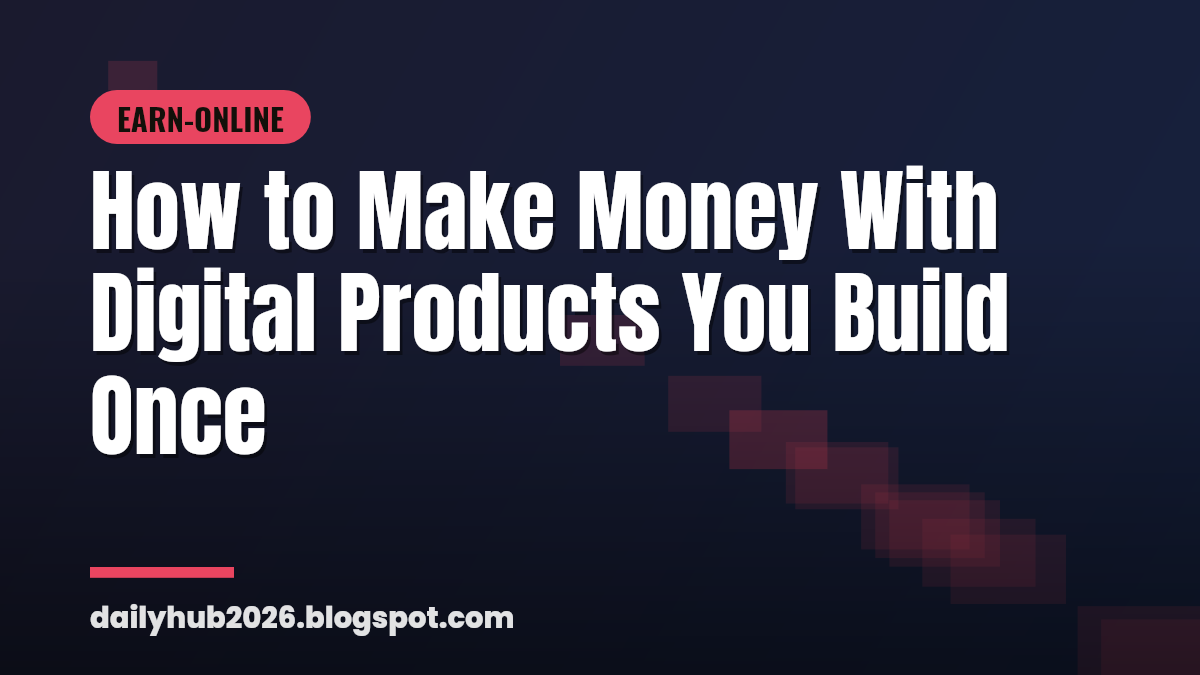 EARN-ONLINE
How to Make Money With
Digital Products You Build
Once
dailyhub2026.blogspot.com